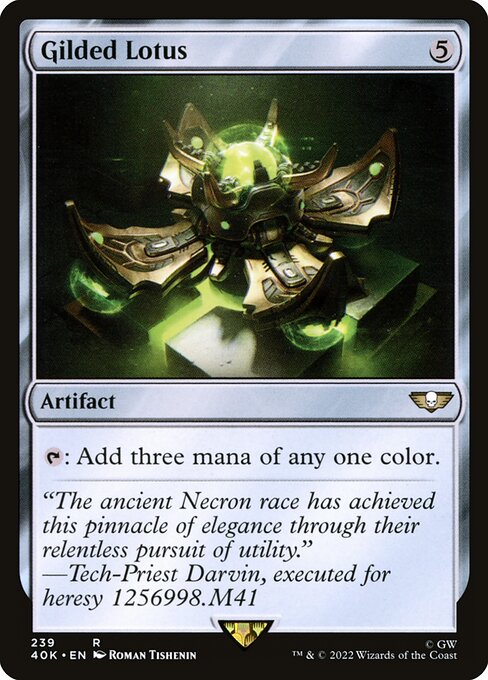 Gilded Lotus 5
Artifact
: Add three mana of any one color.
“The ancient Necron race has achieved
this pinnacle of elegance through their
relentless pursuit of utility.”
—Tech-Priest Darvin, executed for
heresy 1256998.M41
239 R © GW
40K • EN Roman Tishenin ™ & © 2022 Wizards of the Coast